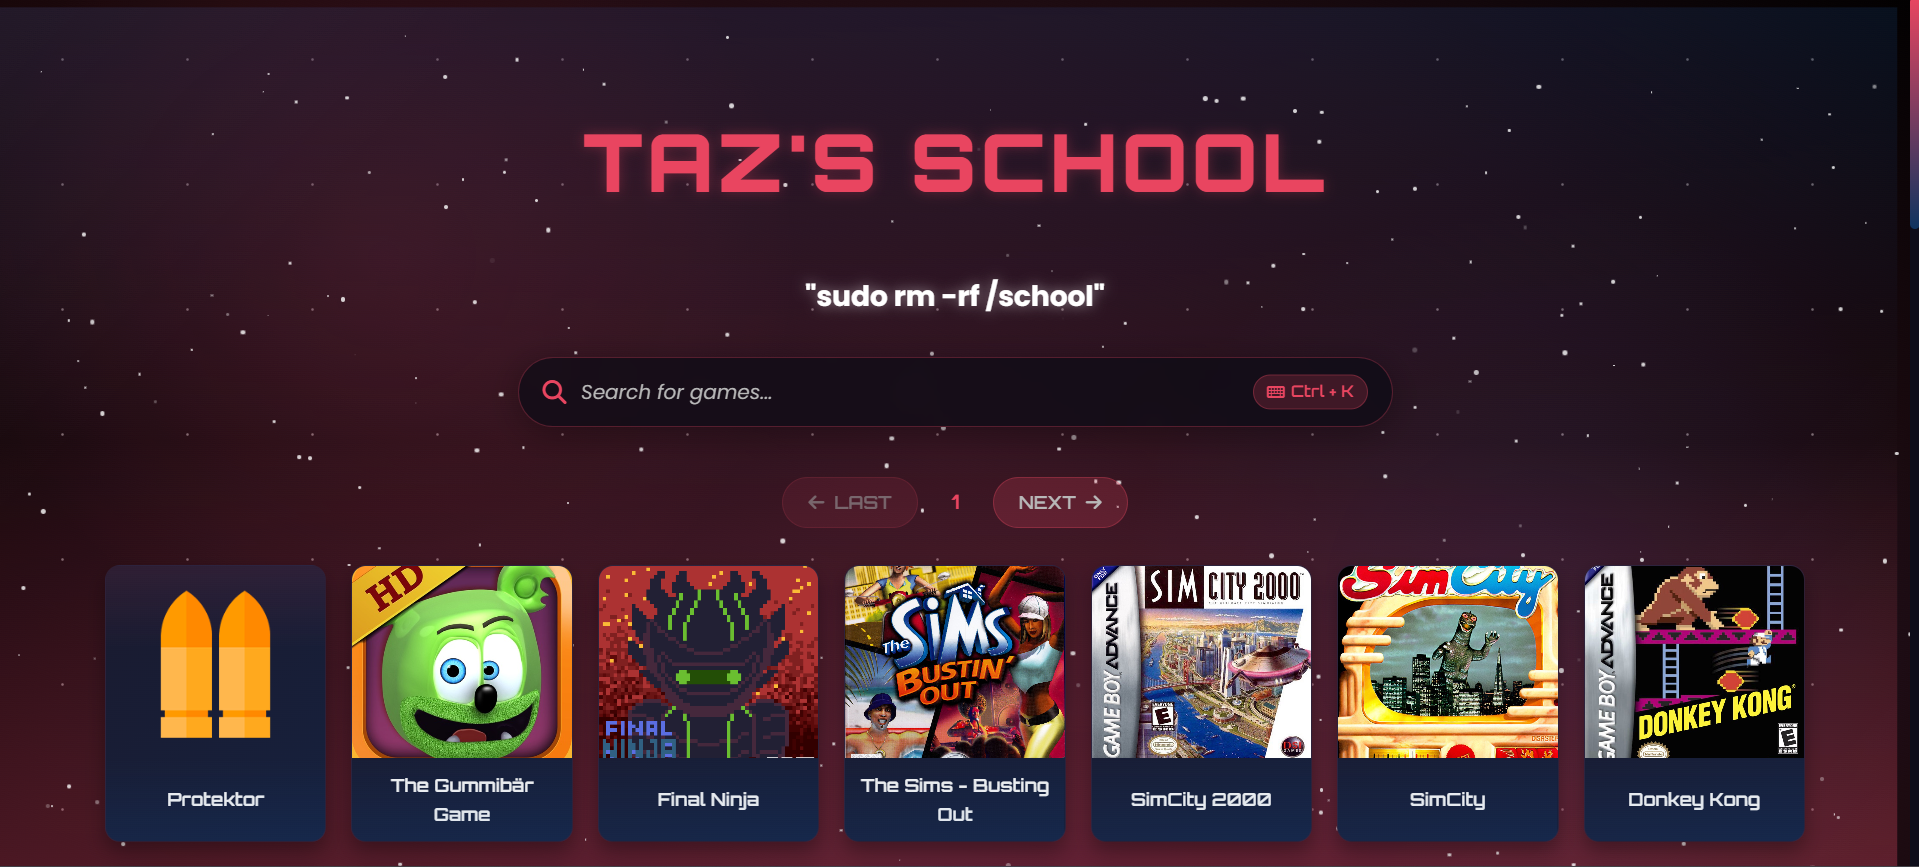 TAZ'S SCHOOL
"sudo rm -rf /school"
Search for games...
Ctrl + K
LAST
1
NEXT
HD
FINAL
NINJA
The
SiMS
BUSTIN'
OUT
SIM CITY 2000
GAME BOY ADVANCE
SimCity
GAME BOY ADVANCE
DONKEY KONG
Protektor
The Gummibär
Game
Final Ninja
The Sims - Busting
Out
SimCity 2000
SimCity
Donkey Kong